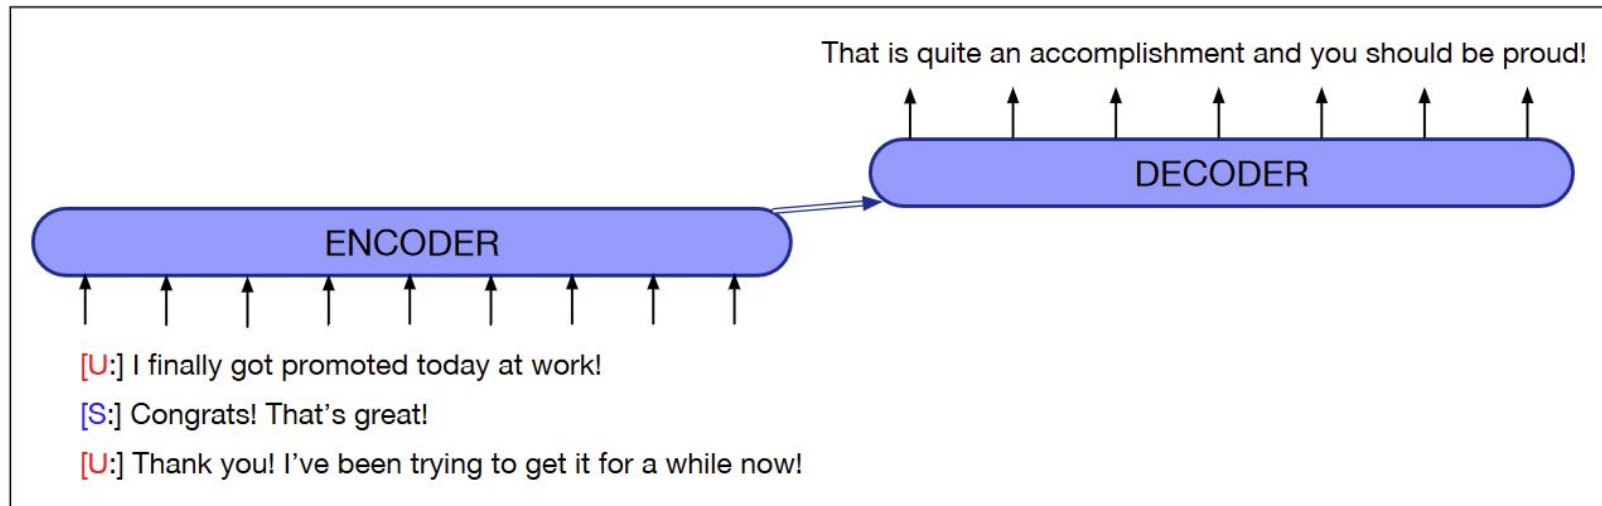 That is quite an accomplishment and you should be proud!
DECODER
ENCODER
[U:] I finally got promoted today at work!
[S:] Congrats! That's great!
[U:] Thank you! I've been trying to get it for a while now!